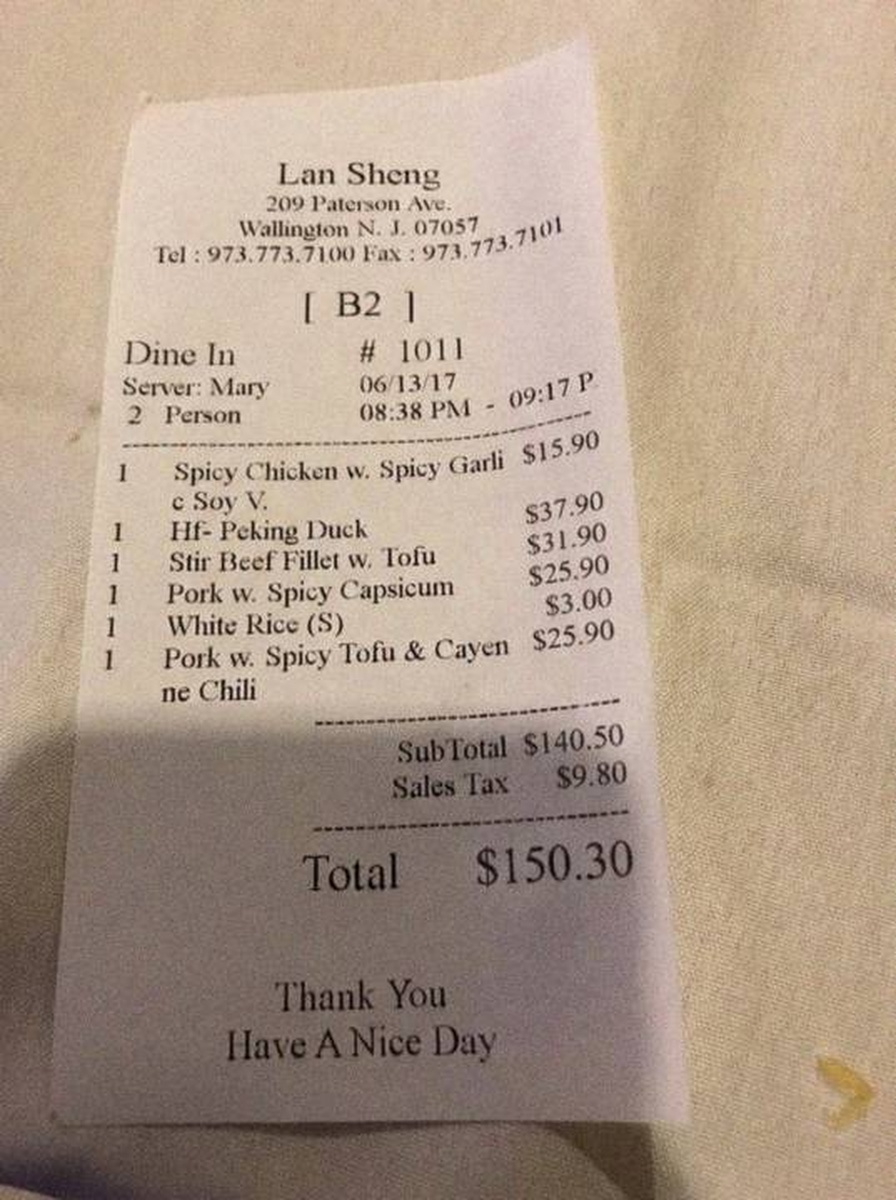 Lan Sheng
209 Paterson Ave.
Wallington N. J. 07057
Tel : 973.773.7100 Fax : 973.773.7101
[ B2 ]
Dine In # 1011
Server: Mary 06/13/17
2 Person 08:38 PM - 09:17 P
1 Spicy Chicken w. Spicy Garli $15.90
c Soy V.
1 Hf- Peking Duck $37.90
1 Stir Beef Fillet w. Tofu $31.90
1 Pork w. Spicy Capsicum $25.90
1 White Rice (S) $3.00
1 Pork w. Spicy Tofu & Cayen $25.90
ne Chili
SubTotal $140.50
Sales Tax $9.80
Total $150.30
Thank You
Have A Nice Day